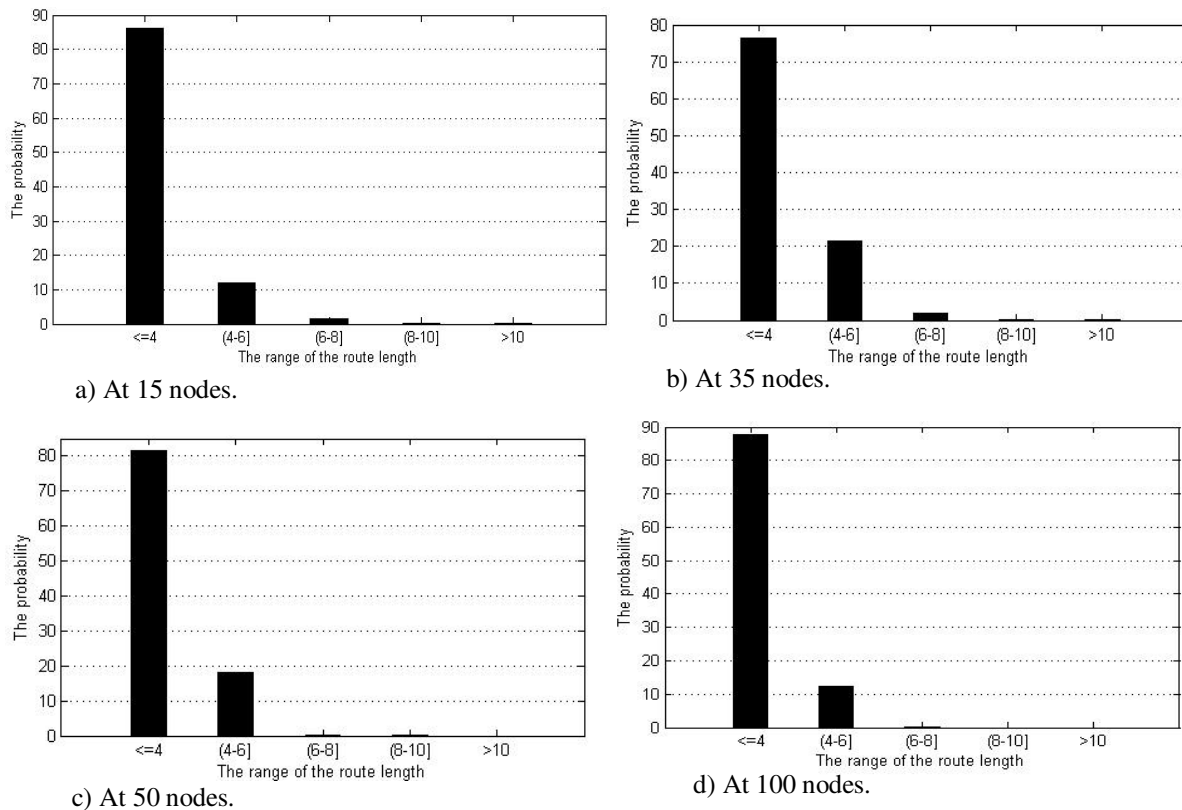 90
80
70
60
50
40
30
20
10
0
The probability
<=4 (4-6] (6-8] (8-10] >10
The range of the route length
a) At 15 nodes.
80
70
60
50
40
30
20
10
0
The probability
<=4 (4-6] (6-8] (8-10] >10
The range of the route length
b) At 35 nodes.
80
70
60
50
40
30
20
10
0
The probability
<=4 (4-6] (6-8] (8-10] >10
The range of the route length
c) At 50 nodes.
90
80
70
60
50
40
30
20
10
0
The probability
<=4 (4-6] (6-8] (8-10] >10
The range of the route length
d) At 100 nodes.